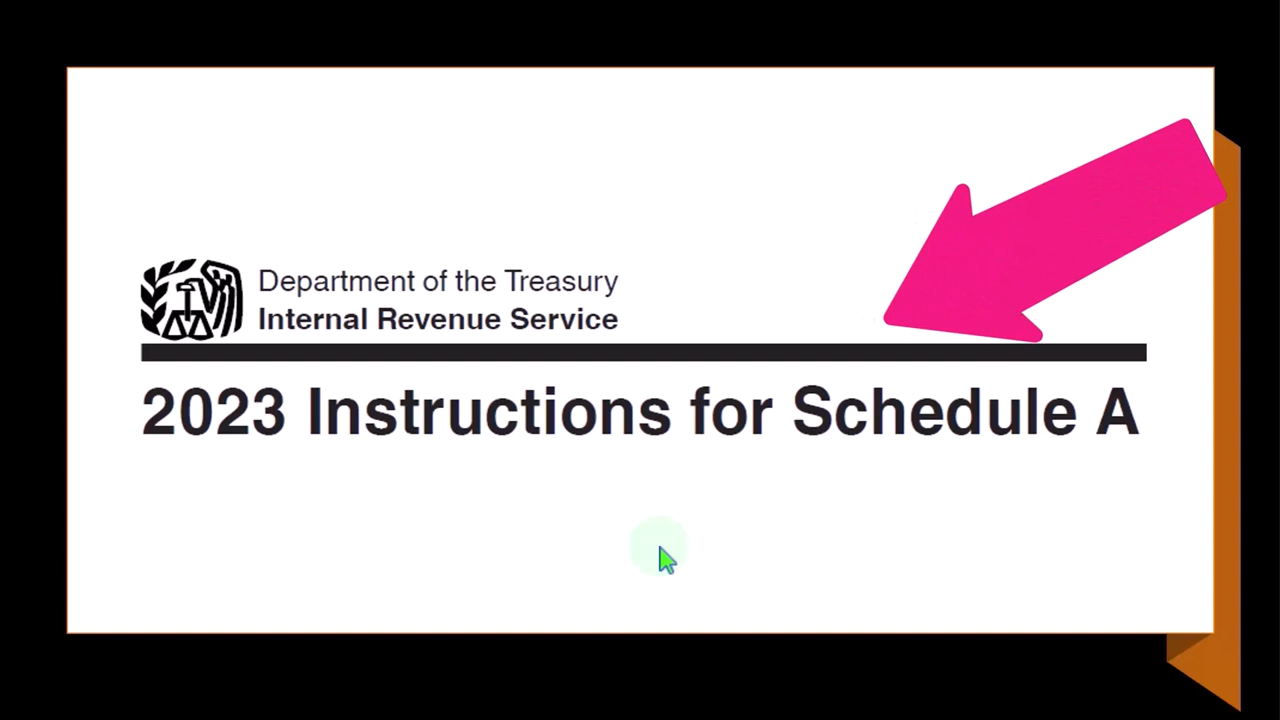 Department of the Treasury
Internal Revenue Service
2023 Instructions for Schedule A